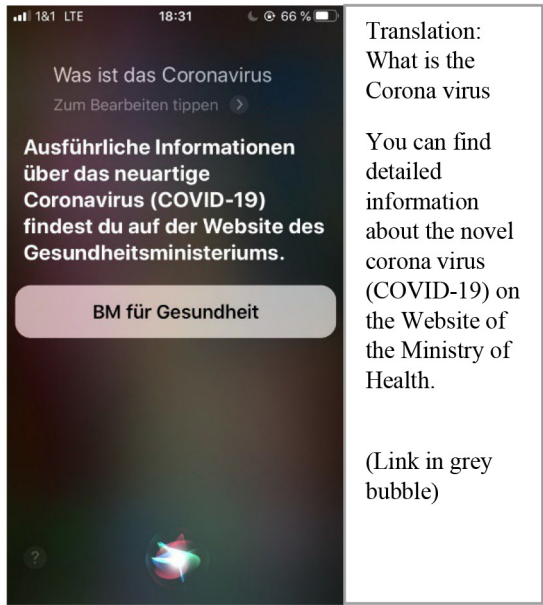 1&1 LTE 18:31 66 %
Was ist das Coronavirus
Zum Bearbeiten tippen >
Ausführliche Informationen
über das neuartige
Coronavirus (COVID-19)
findest du auf der Website des
Gesundheitsministeriums.
BM für Gesundheit
?
Translation:
What is the
Corona virus
You can find
detailed
information
about the novel
corona virus
(COVID-19) on
the Website of
the Ministry of
Health.
(Link in grey
bubble)